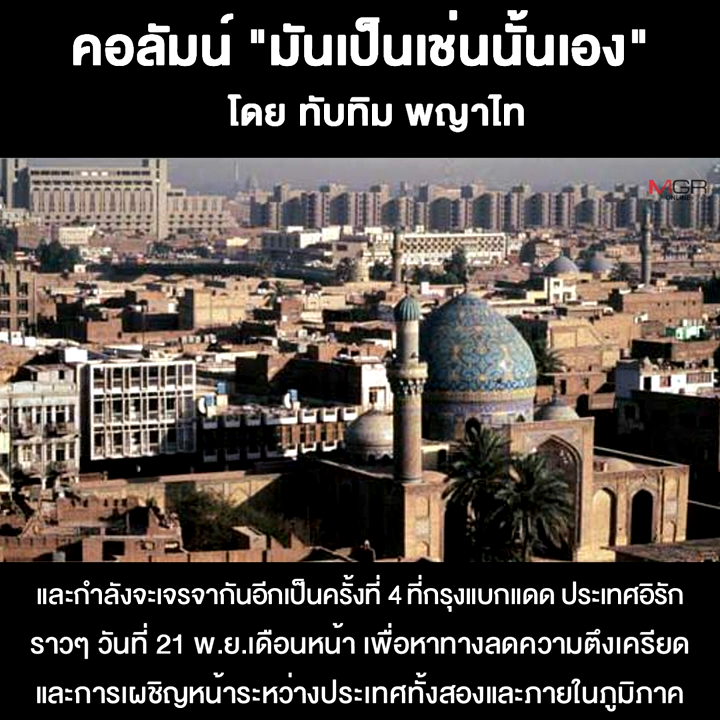 คอลัมน์ "มันเป็นเช่นนั้นเอง"
โดย ทับทิม พญาไท
MGR
ONLINE
และกำลังจะเจรจากันอีกเป็นครั้งที่ 4 ที่กรุงแบกแดด ประเทศอิรัก
ราวๆ วันที่ 21 พ.ย.เดือนหน้า เพื่อหาทางลดความตึงเครียด
และการเผชิญหน้าระหว่างประเทศทั้งสองและภายในภูมิภาค